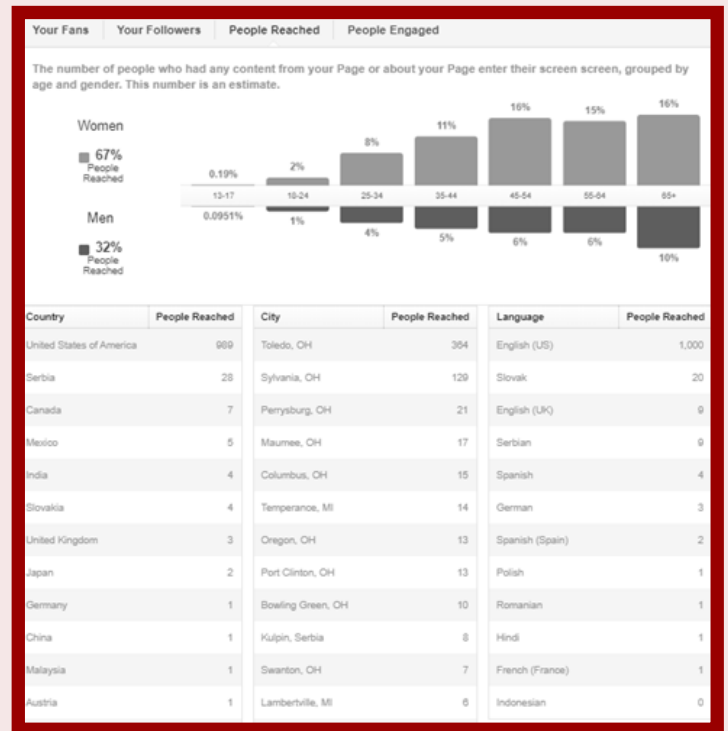 Your Fans Your Followers People Reached People Engaged
The number of people who had any content from your Page or about your Page enter their screen screen, grouped by
age and gender. This number is an estimate.
Women
67%
People
Reached
0.19% 2% 8% 11% 16% 15% 16%
13-17 18-24 25-34 35-44 45-54 55-64 65+
Men
32%
People
Reached
0.0951% 1% 4% 5% 6% 6% 10%
Country People Reached City People Reached Language People Reached
United States of America 989 Toledo, OH 364 English (US) 1,000
Serbia 28 Sylvania, OH 129 Slovak 20
Canada 7 Perrysburg, OH 21 English (UK) 9
Mexico 5 Maumee, OH 17 Serbian 9
India 4 Columbus, OH 15 Spanish 4
Slovakia 4 Temperance, MI 14 German 3
United Kingdom 3 Oregon, OH 13 Spanish (Spain) 2
Japan 2 Port Clinton, OH 13 Polish 1
Germany 1 Bowling Green, OH 10 Romanian 1
China 1 Kulpin, Serbia 8 Hindi 1
Malaysia 1 Swanton, OH 7 French (France) 1
Austria 1 Lambertville, MI 6 Indonesian 0